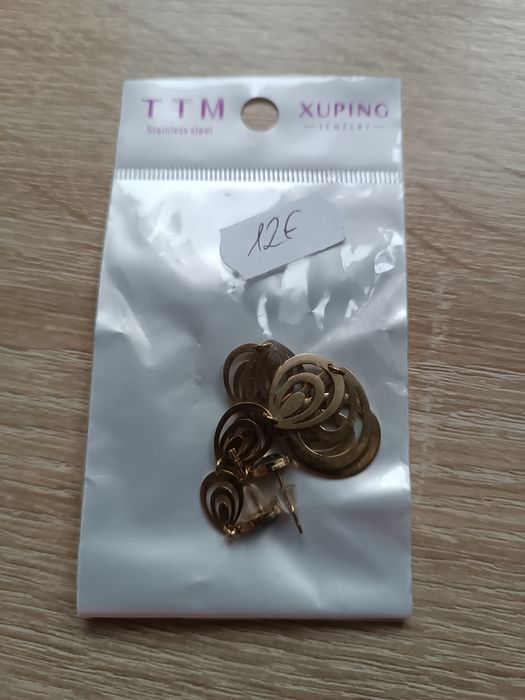 TTM
Stainless steel
XUPING
JEWELRY
12€